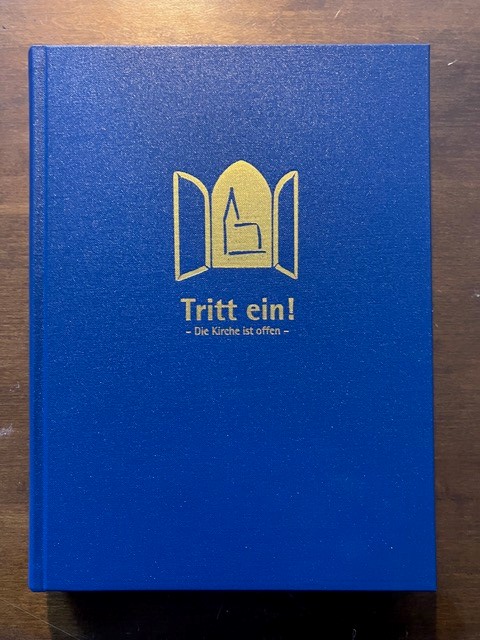 Tritt ein!
– Die Kirche ist offen –